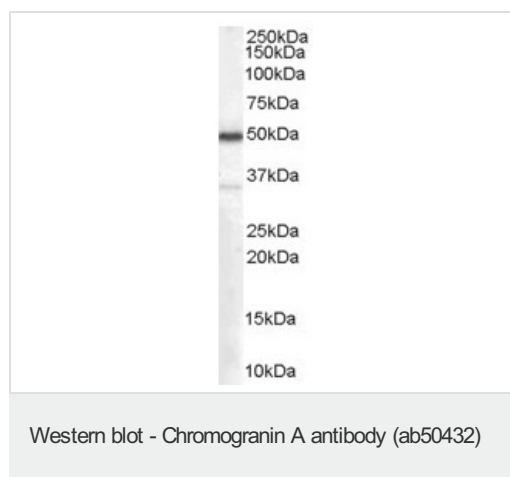 250kDa
150kDa
100kDa
75kDa
50kDa
37kDa
25kDa
20kDa
15kDa
10kDa
Western blot - Chromogranin A antibody (ab50432)